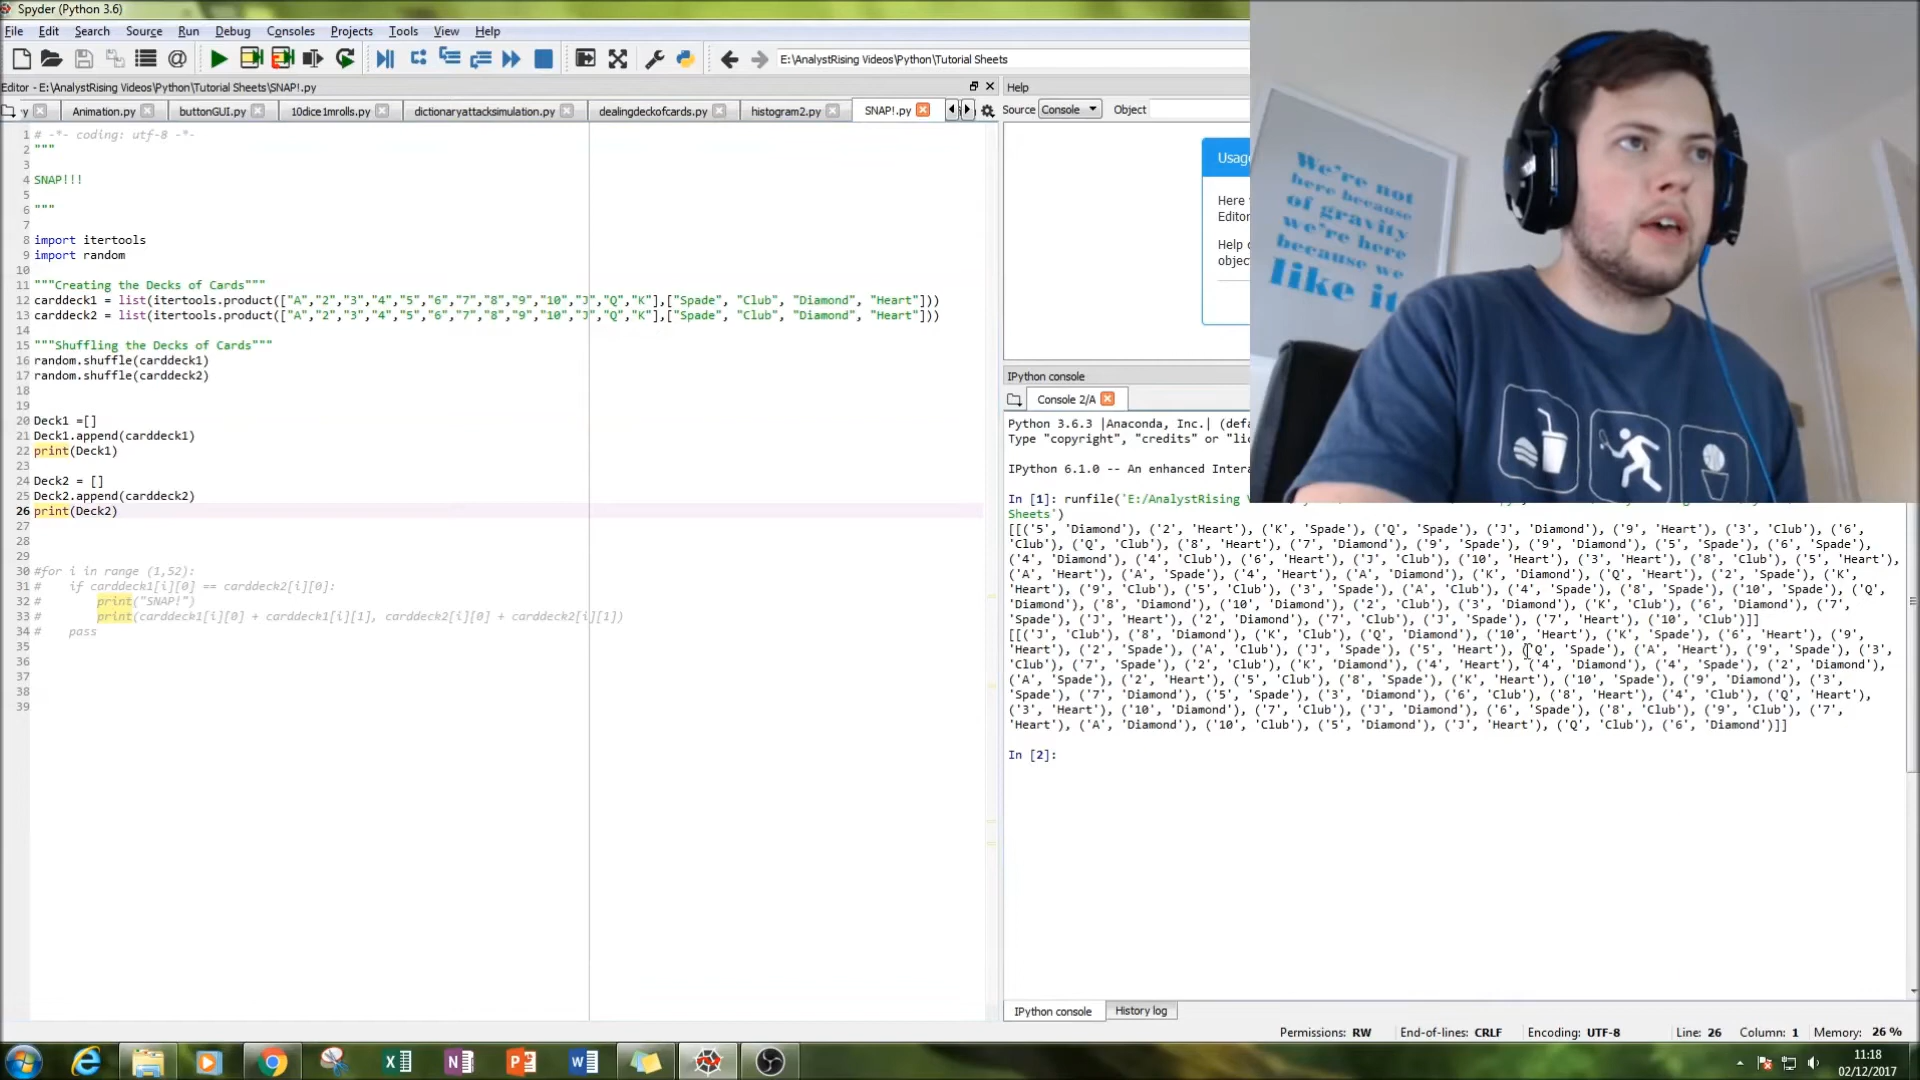 Spyder (Python 3.6)
File Edit Search Source Run Debug Consoles Projects Tools View Help
E:\AnalystRising Videos\Python\Tutorial Sheets
Editor - E:\AnalystRising Videos\Python\Tutorial Sheets\SNAP!.py
y Animation.py buttonGUI.py 10dice1mrolls.py dictionaryattacksimulation.py dealingdeckofcards.py histogram2.py SNAP!.py
1 # -*- coding: utf-8 -*-
2 """
3
4 SNAP!!!
5
6 """
7
8 import itertools
9 import random
10
11 """Creating the Decks of Cards"""
12 carddeck1 = list(itertools.product(["A","2","3","4","5","6","7","8","9","10","J","Q","K"],["Spade", "Club", "Diamond", "Heart"]))
13 carddeck2 = list(itertools.product(["A","2","3","4","5","6","7","8","9","10","J","Q","K"],["Spade", "Club", "Diamond", "Heart"]))
14
15 """Shuffling the Decks of Cards"""
16 random.shuffle(carddeck1)
17 random.shuffle(carddeck2)
18
19
20 Deck1 =[]
21 Deck1.append(carddeck1)
22 print(Deck1)
23
24 Deck2 = []
25 Deck2.append(carddeck2)
26 print(Deck2)
27
28
29
30 #for i in range (1,52):
31 #    if carddeck1[i][0] == carddeck2[i][0]:
32 #        print("SNAP!")
33 #        print(carddeck1[i][0] + carddeck1[i][1], carddeck2[i][0] + carddeck2[i][1])
34 #    pass
35
36
37
38
39
Help
Source Console Object
Usage
Here
Editor
Help
object
We're not
here because
of gravity
we're here
because we
like it
IPython console
Console 2/A
Python 3.6.3 |Anaconda, Inc.| (defa
Type "copyright", "credits" or "lic
IPython 6.1.0 -- An enhanced Intera
In [1]: runfile('E:/AnalystRising
Sheets')
[[('5', 'Diamond'), ('2', 'Heart'), ('K', 'Spade'), ('Q', 'Spade'), ('J', 'Diamond'), ('9', 'Heart'), ('3', 'Club'), ('6',
'Club'), ('Q', 'Club'), ('8', 'Heart'), ('7', 'Diamond'), ('9', 'Spade'), ('9', 'Diamond'), ('5', 'Spade'), ('6', 'Spade'),
('4', 'Diamond'), ('4', 'Club'), ('6', 'Heart'), ('J', 'Club'), ('10', 'Heart'), ('3', 'Heart'), ('8', 'Club'), ('5', 'Heart'),
('A', 'Heart'), ('A', 'Spade'), ('4', 'Heart'), ('A', 'Diamond'), ('K', 'Diamond'), ('Q', 'Heart'), ('2', 'Spade'), ('K',
'Heart'), ('9', 'Club'), ('5', 'Club'), ('3', 'Spade'), ('A', 'Club'), ('4', 'Spade'), ('8', 'Spade'), ('10', 'Spade'), ('Q',
'Diamond'), ('8', 'Diamond'), ('10', 'Diamond'), ('2', 'Club'), ('3', 'Diamond'), ('K', 'Club'), ('6', 'Diamond'), ('7',
'Spade'), ('J', 'Heart'), ('2', 'Diamond'), ('7', 'Club'), ('J', 'Spade'), ('7', 'Heart'), ('10', 'Club')]]
[[('J', 'Club'), ('8', 'Diamond'), ('K', 'Club'), ('Q', 'Diamond'), ('10', 'Heart'), ('K', 'Spade'), ('6', 'Heart'), ('9',
'Heart'), ('2', 'Spade'), ('A', 'Club'), ('J', 'Spade'), ('5', 'Heart'), ('Q', 'Spade'), ('A', 'Heart'), ('9', 'Spade'), ('3',
'Club'), ('7', 'Spade'), ('2', 'Club'), ('K', 'Diamond'), ('4', 'Heart'), ('4', 'Diamond'), ('4', 'Spade'), ('2', 'Diamond'),
('A', 'Spade'), ('2', 'Heart'), ('5', 'Club'), ('8', 'Spade'), ('K', 'Heart'), ('10', 'Spade'), ('9', 'Diamond'), ('3',
'Spade'), ('7', 'Diamond'), ('5', 'Spade'), ('3', 'Diamond'), ('6', 'Club'), ('8', 'Heart'), ('4', 'Club'), ('Q', 'Heart'),
('3', 'Heart'), ('10', 'Diamond'), ('7', 'Club'), ('J', 'Diamond'), ('6', 'Spade'), ('8', 'Club'), ('9', 'Club'), ('7',
'Heart'), ('A', 'Diamond'), ('10', 'Club'), ('5', 'Diamond'), ('J', 'Heart'), ('Q', 'Club'), ('6', 'Diamond')]]
In [2]:
IPython console History log
Permissions: RW End-of-lines: CRLF Encoding: UTF-8 Line: 26 Column: 1 Memory: 26 %
11:18
02/12/2017